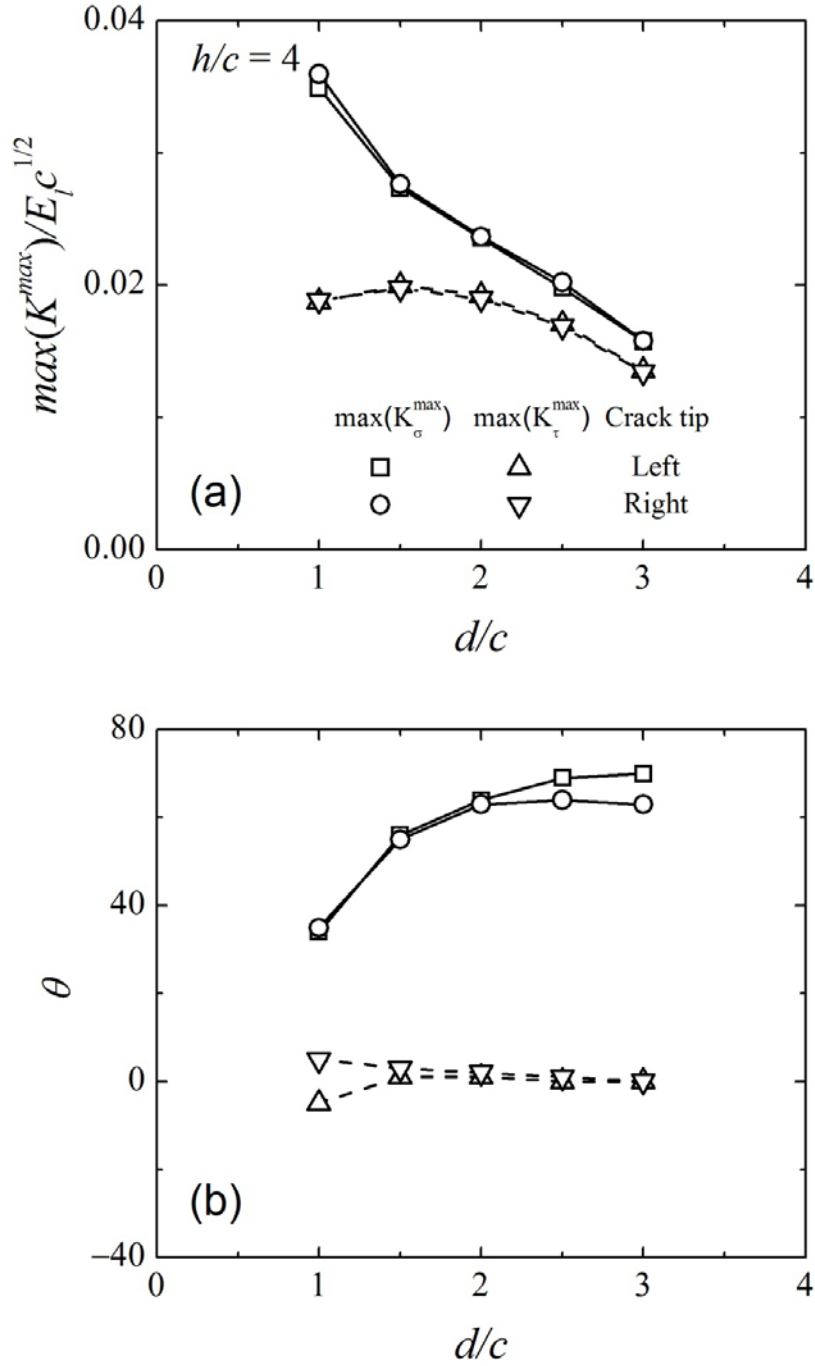 0.04
h/c = 4
max(K^max)/E_l c^1/2
0.02
max(K_σ^max) max(K_τ^max) Crack tip
Left
(a)
Right
0.00
0 1 2 3 4
d/c
80
40
θ
0
(b)
−40
0 1 2 3 4
d/c